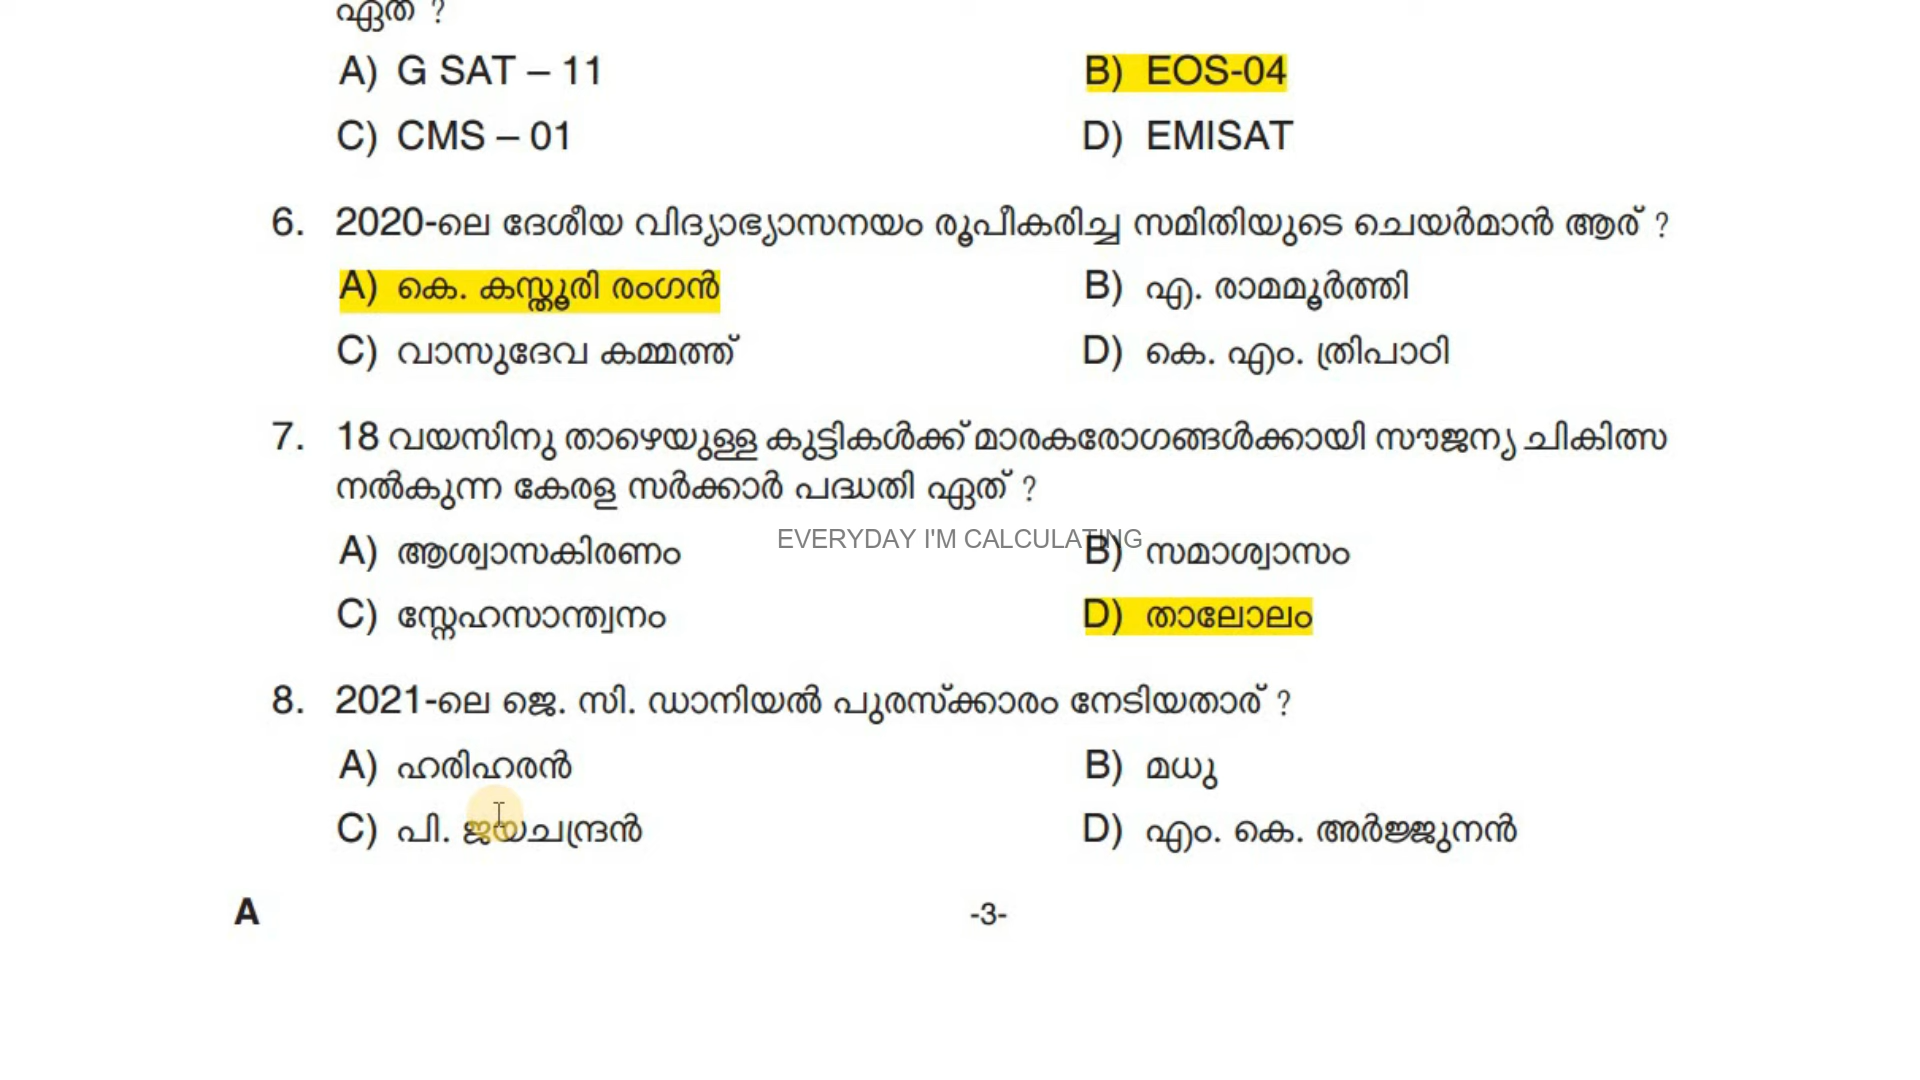 ഏത് ?
A) G SAT – 11 B) EOS-04
C) CMS – 01 D) EMISAT
6. 2020-ലെ ദേശീയ വിദ്യാഭ്യാസനയം രൂപീകരിച്ച സമിതിയുടെ ചെയർമാൻ ആര് ?
A) കെ. കസ്തൂരി രംഗൻ B) എ. രാമമൂർത്തി
C) വാസുദേവ കമ്മത്ത് D) കെ. എം. ത്രിപാഠി
7. 18 വയസിനു താഴെയുള്ള കുട്ടികൾക്ക് മാരകരോഗങ്ങൾക്കായി സൗജന്യ ചികിത്സ
നൽകുന്ന കേരള സർക്കാർ പദ്ധതി ഏത് ?
EVERYDAY I'M CALCULATING
A) ആശ്വാസകിരണം B) സമാശ്വാസം
C) സ്നേഹസാന്ത്വനം D) താലോലം
8. 2021-ലെ ജെ. സി. ഡാനിയൽ പുരസ്ക്കാരം നേടിയതാര് ?
A) ഹരിഹരൻ B) മധു
C) പി. ജയചന്ദ്രൻ D) എം. കെ. അർജ്ജുനൻ
A -3-